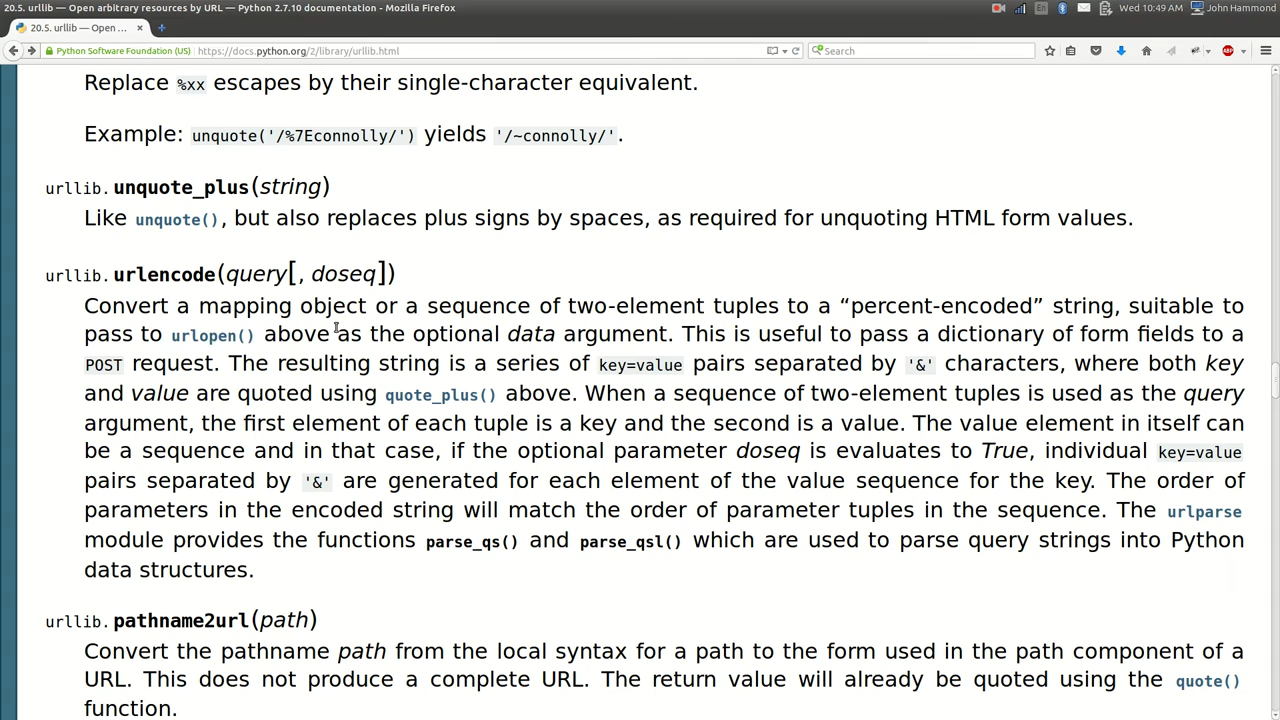 20.5. urllib — Open arbitrary resources by URL — Python 2.7.10 documentation - Mozilla Firefox
En
Wed 10:49 AM
John Hammond
20.5. urllib — Open ... ×
Python Software Foundation (US)
https://docs.python.org/2/library/urllib.html
Search
ABP
Replace %xx escapes by their single-character equivalent.
Example: unquote('/%7Econnolly/') yields '/~connolly/'.
urllib.unquote_plus(string)
Like unquote(), but also replaces plus signs by spaces, as required for unquoting HTML form values.
urllib.urlencode(query[, doseq])
Convert a mapping object or a sequence of two-element tuples to a “percent-encoded” string, suitable to
pass to urlopen() above as the optional data argument. This is useful to pass a dictionary of form fields to a
POST request. The resulting string is a series of key=value pairs separated by '&' characters, where both key
and value are quoted using quote_plus() above. When a sequence of two-element tuples is used as the query
argument, the first element of each tuple is a key and the second is a value. The value element in itself can
be a sequence and in that case, if the optional parameter doseq is evaluates to True, individual key=value
pairs separated by '&' are generated for each element of the value sequence for the key. The order of
parameters in the encoded string will match the order of parameter tuples in the sequence. The urlparse
module provides the functions parse_qs() and parse_qsl() which are used to parse query strings into Python
data structures.
urllib.pathname2url(path)
Convert the pathname path from the local syntax for a path to the form used in the path component of a
URL. This does not produce a complete URL. The return value will already be quoted using the quote()
function.